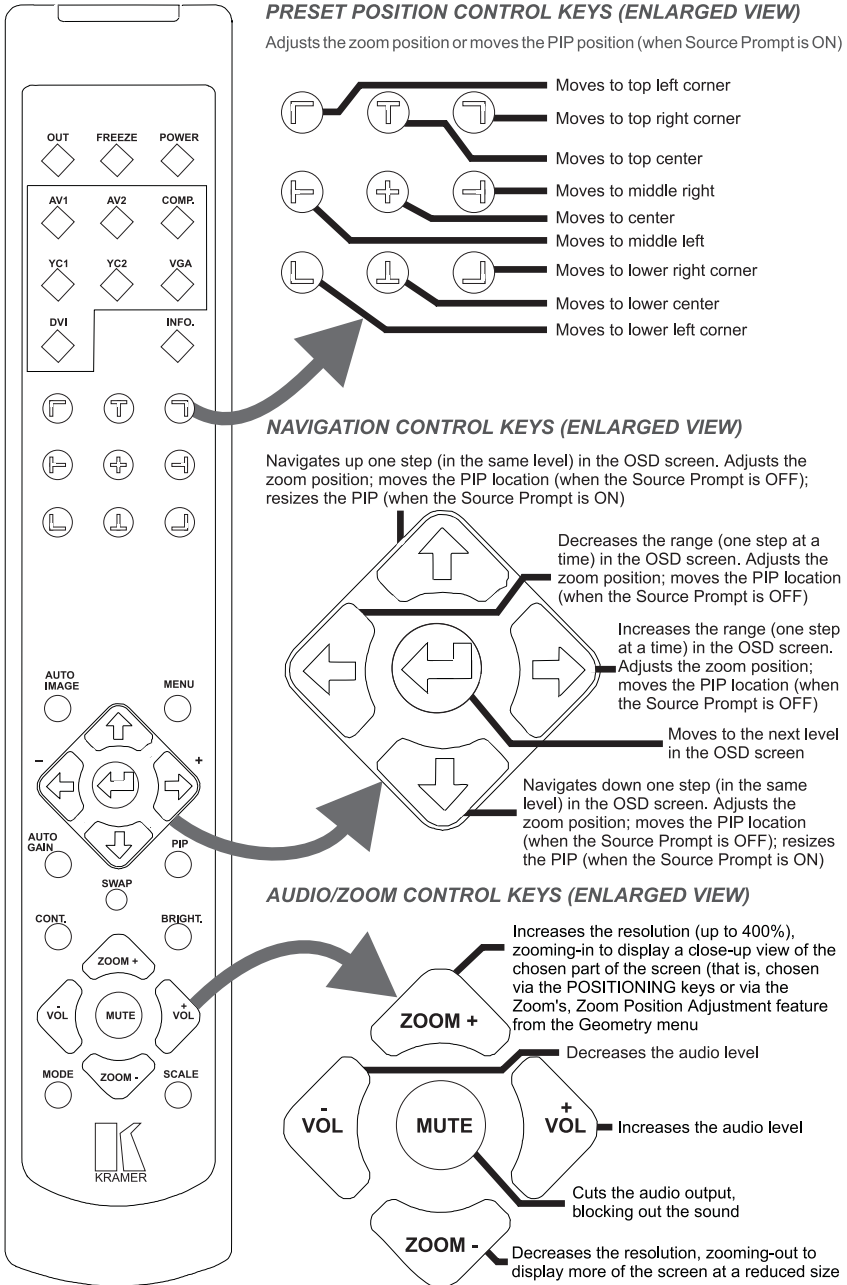 PRESET POSITION CONTROL KEYS (ENLARGED VIEW)
Adjusts the zoom position or moves the PIP position (when Source Prompt is ON)
Moves to top left corner
Moves to top right corner
Moves to top center
Moves to middle right
Moves to center
Moves to middle left
Moves to lower right corner
Moves to lower center
Moves to lower left corner
OUT FREEZE POWER
AV1 AV2 COMP.
YC1 YC2 VGA
DVI INFO.
AUTO
IMAGE
MENU
- +
AUTO
GAIN
PIP
SWAP
CONT. BRIGHT.
ZOOM +
-
VOL
MUTE
+
VOL
MODE ZOOM - SCALE
KRAMER
NAVIGATION CONTROL KEYS (ENLARGED VIEW)
Navigates up one step (in the same level) in the OSD screen. Adjusts the
zoom position; moves the PIP location (when the Source Prompt is OFF);
resizes the PIP (when the Source Prompt is ON)
Decreases the range (one step at a
time) in the OSD screen. Adjusts the
zoom position; moves the PIP location
(when the Source Prompt is OFF)
Increases the range (one step
at a time) in the OSD screen.
Adjusts the zoom position;
moves the PIP location (when
the Source Prompt is OFF)
Moves to the next level
in the OSD screen
Navigates down one step (in the same
level) in the OSD screen. Adjusts the
zoom position; moves the PIP location
(when the Source Prompt is OFF); resizes
the PIP (when the Source Prompt is ON)
AUDIO/ZOOM CONTROL KEYS (ENLARGED VIEW)
Increases the resolution (up to 400%),
zooming-in to display a close-up view of the
chosen part of the screen (that is, chosen
via the POSITIONING keys or via the
Zoom's, Zoom Position Adjustment feature
from the Geometry menu
ZOOM +
Decreases the audio level
-
VOL
MUTE
+
VOL
Increases the audio level
Cuts the audio output,
blocking out the sound
ZOOM -
Decreases the resolution, zooming-out to
display more of the screen at a reduced size